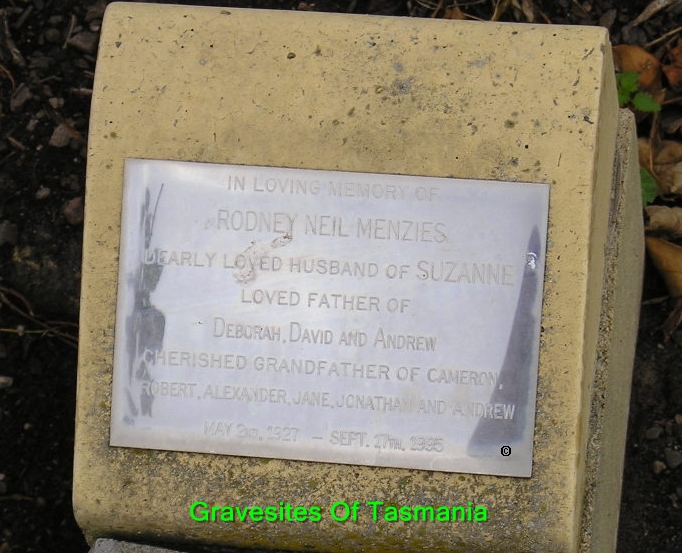 IN LOVING MEMORY OF
RODNEY NEIL MENZIES
DEARLY LOVED HUSBAND OF SUZANNE
LOVED FATHER OF
DEBORAH, DAVID AND ANDREW
CHERISHED GRANDFATHER OF CAMERON,
ROBERT, ALEXANDER, JANE, JONATHAN AND ANDREW
MAY 2ND, 1927 — SEPT. 17TH, 1995
©
Gravesites Of Tasmania